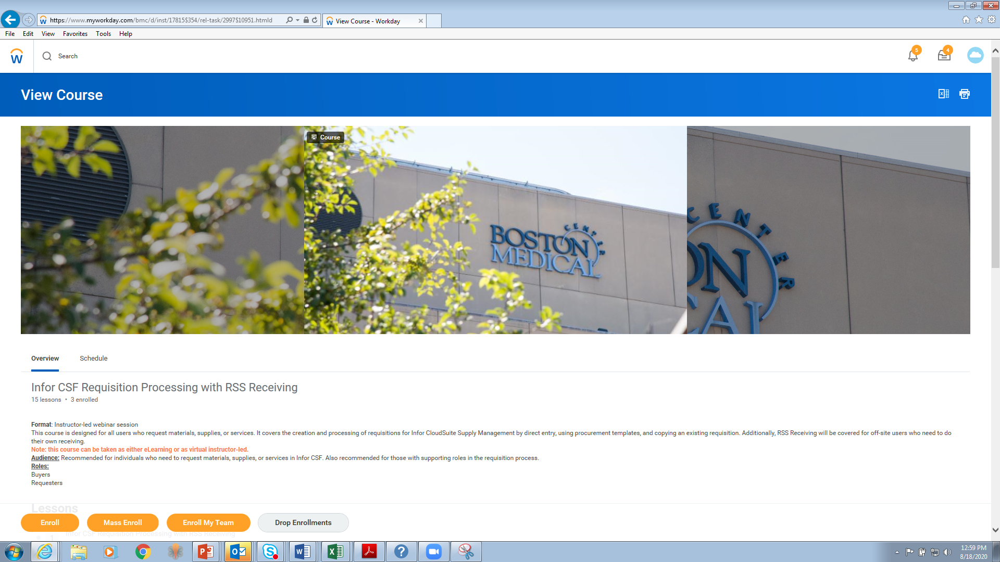 https://www.myworkday.com/bmc/d/inst/17815$354/rel-task/2997$10951.htmld
View Course - Workday
File Edit View Favorites Tools Help
W
Search
5
4
View Course
Course
CENTER
BOSTON
MEDICAL
CENTER
ON
CAL
Overview Schedule
Infor CSF Requisition Processing with RSS Receiving
15 lessons • 3 enrolled
Format: Instructor-led webinar session
This course is designed for all users who request materials, supplies, or services. It covers the creation and processing of requisitions for Infor CloudSuite Supply Management by direct entry, using procurement templates, and copying an existing requisition. Additionally, RSS Receiving will be covered for off-site users who need to do
their own receiving.
Note: this course can be taken as either eLearning or as virtual instructor-led.
Audience: Recommended for individuals who need to request materials, supplies, or services in Infor CSF. Also recommended for those with supporting roles in the requisition process.
Roles:
Buyers
Requesters
Lessons
Enroll Mass Enroll Enroll My Team Drop Enrollments
1 Infor CSF Requisition Processing with RSS Receiving
12:59 PM
8/18/2020